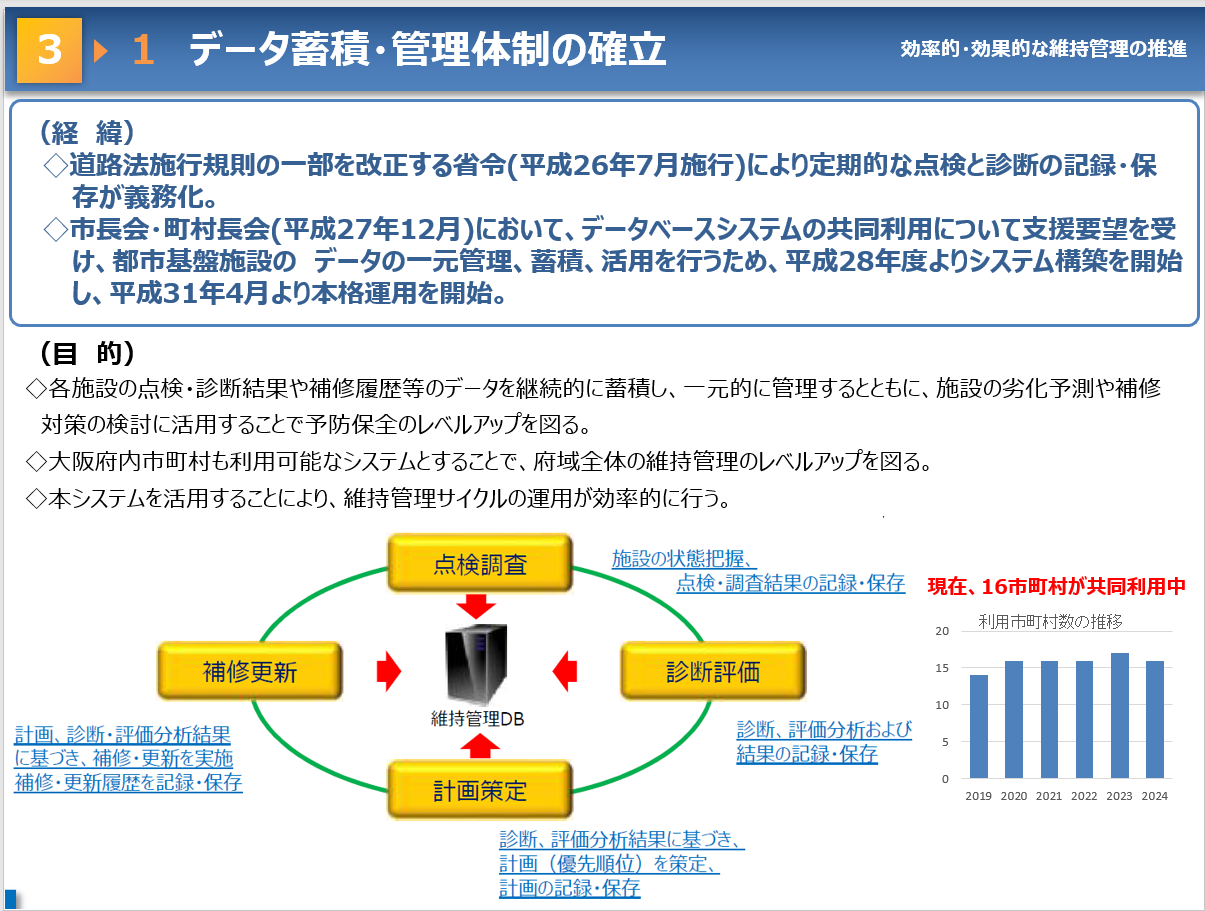 3 1 データ蓄積・管理体制の確立
効率的・効果的な維持管理の推進
（経　緯）
◇道路法施行規則の一部を改正する省令(平成26年7月施行)により定期的な点検と診断の記録・保
存が義務化。
◇市長会・町村長会(平成27年12月)において、データベースシステムの共同利用について支援要望を受
け、都市基盤施設の　データの一元管理、蓄積、活用を行うため、平成28年度よりシステム構築を開始
し、平成31年4月より本格運用を開始。
（目　的）
◇各施設の点検・診断結果や補修履歴等のデータを継続的に蓄積し、一元的に管理するとともに、施設の劣化予測や補修
対策の検討に活用することで予防保全のレベルアップを図る。
◇大阪府内市町村も利用可能なシステムとすることで、府域全体の維持管理のレベルアップを図る。
◇本システムを活用することにより、維持管理サイクルの運用が効率的に行う。
点検調査
施設の状態把握、
点検・調査結果の記録・保存
補修更新
維持管理DB
診断評価
計画、診断・評価分析結果
に基づき、補修・更新を実施
補修・更新履歴を記録・保存
診断、評価分析および
結果の記録・保存
計画策定
診断、評価分析結果に基づき、
計画（優先順位）を策定、
計画の記録・保存
現在、16市町村が共同利用中
利用市町村数の推移
20
15
10
5
0
2019 2020 2021 2022 2023 2024